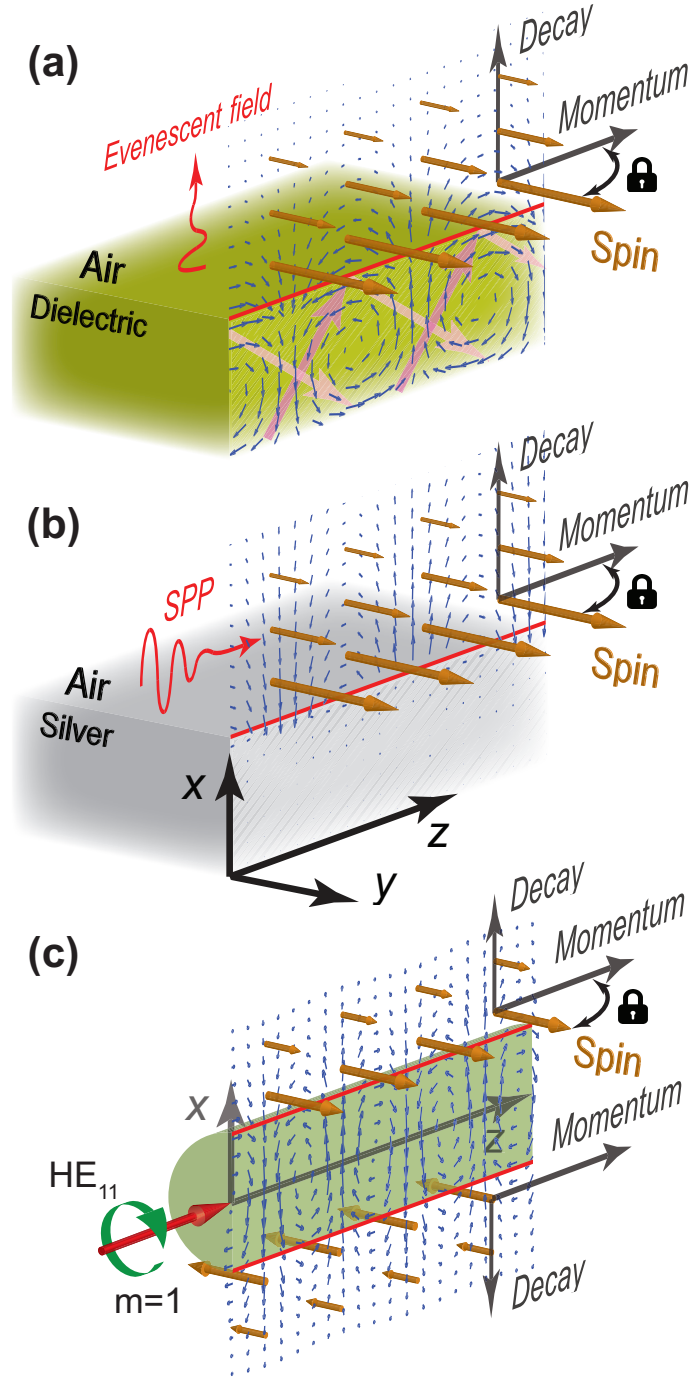 (a)
Decay
Momentum
Evenescent field
Spin
Air
Dielectric
(b)
Decay
Momentum
SPP
Spin
Air
Silver
x
z
y
(c)
Decay
Momentum
Spin
x
z
Momentum
HE11
m=1
Decay